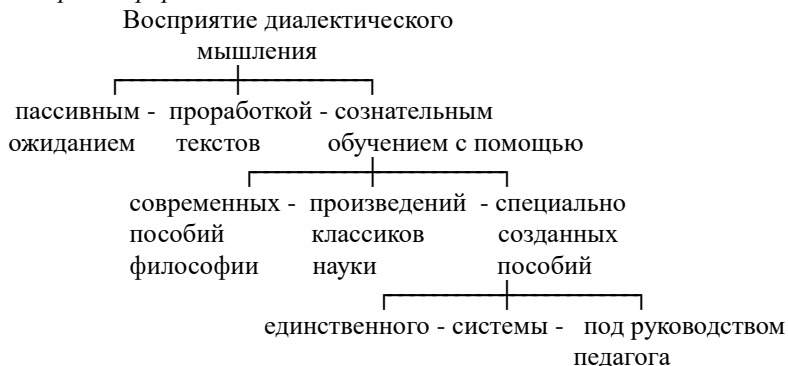 Восприятие диалектического
мышления
пассивным - проработкой - сознательным
ожиданием текстов обучением с помощью
современных - произведений - специально
пособий классиков созданных
философии науки пособий
единственного - системы - под руководством
педагога